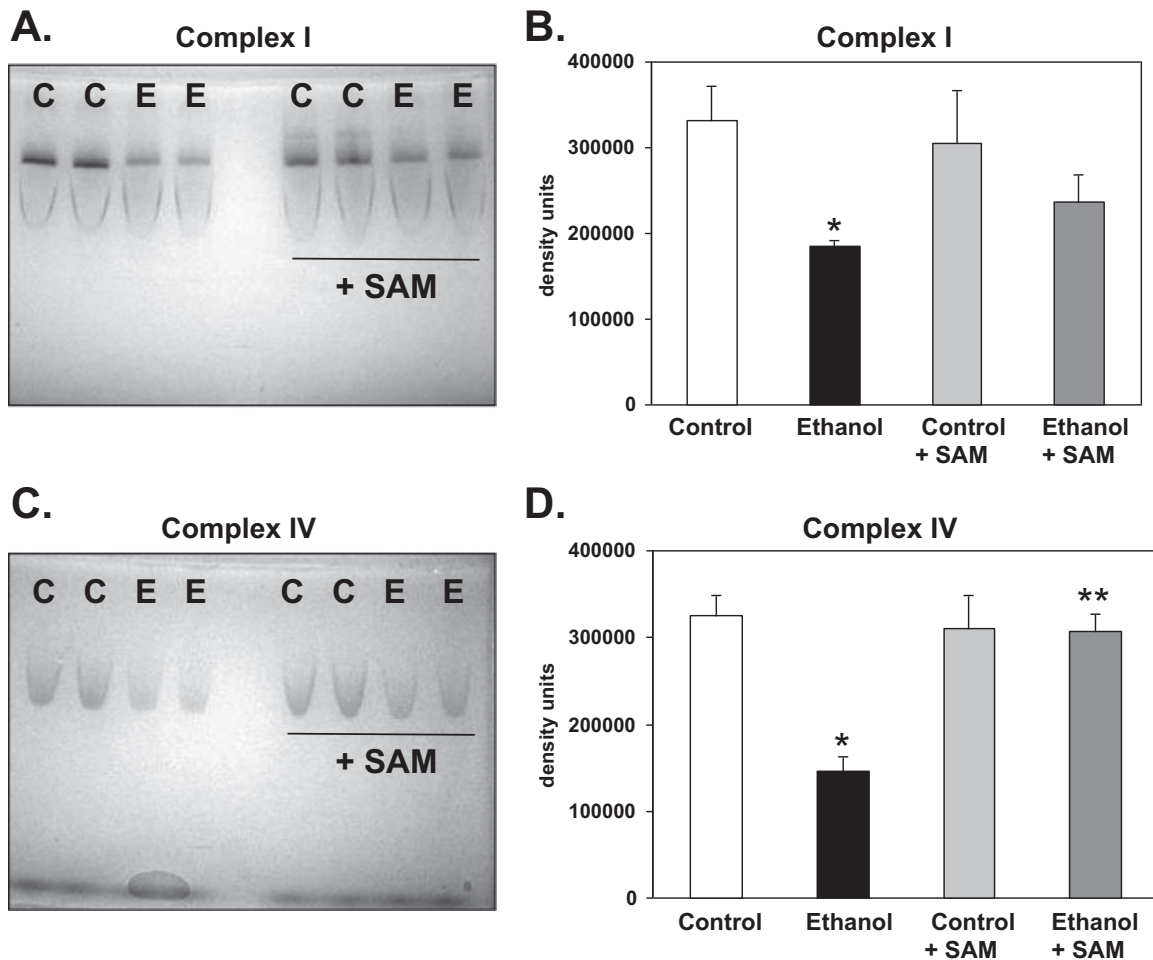 A.
Complex I
C C E E C C E E
+ SAM
B.
Complex I
400000
300000
200000
100000
0
density units
*
Control Ethanol Control + SAM Ethanol + SAM
C.
Complex IV
C C E E C C E E
+ SAM
D.
Complex IV
400000
300000
200000
100000
0
density units
*
**
Control Ethanol Control + SAM Ethanol + SAM